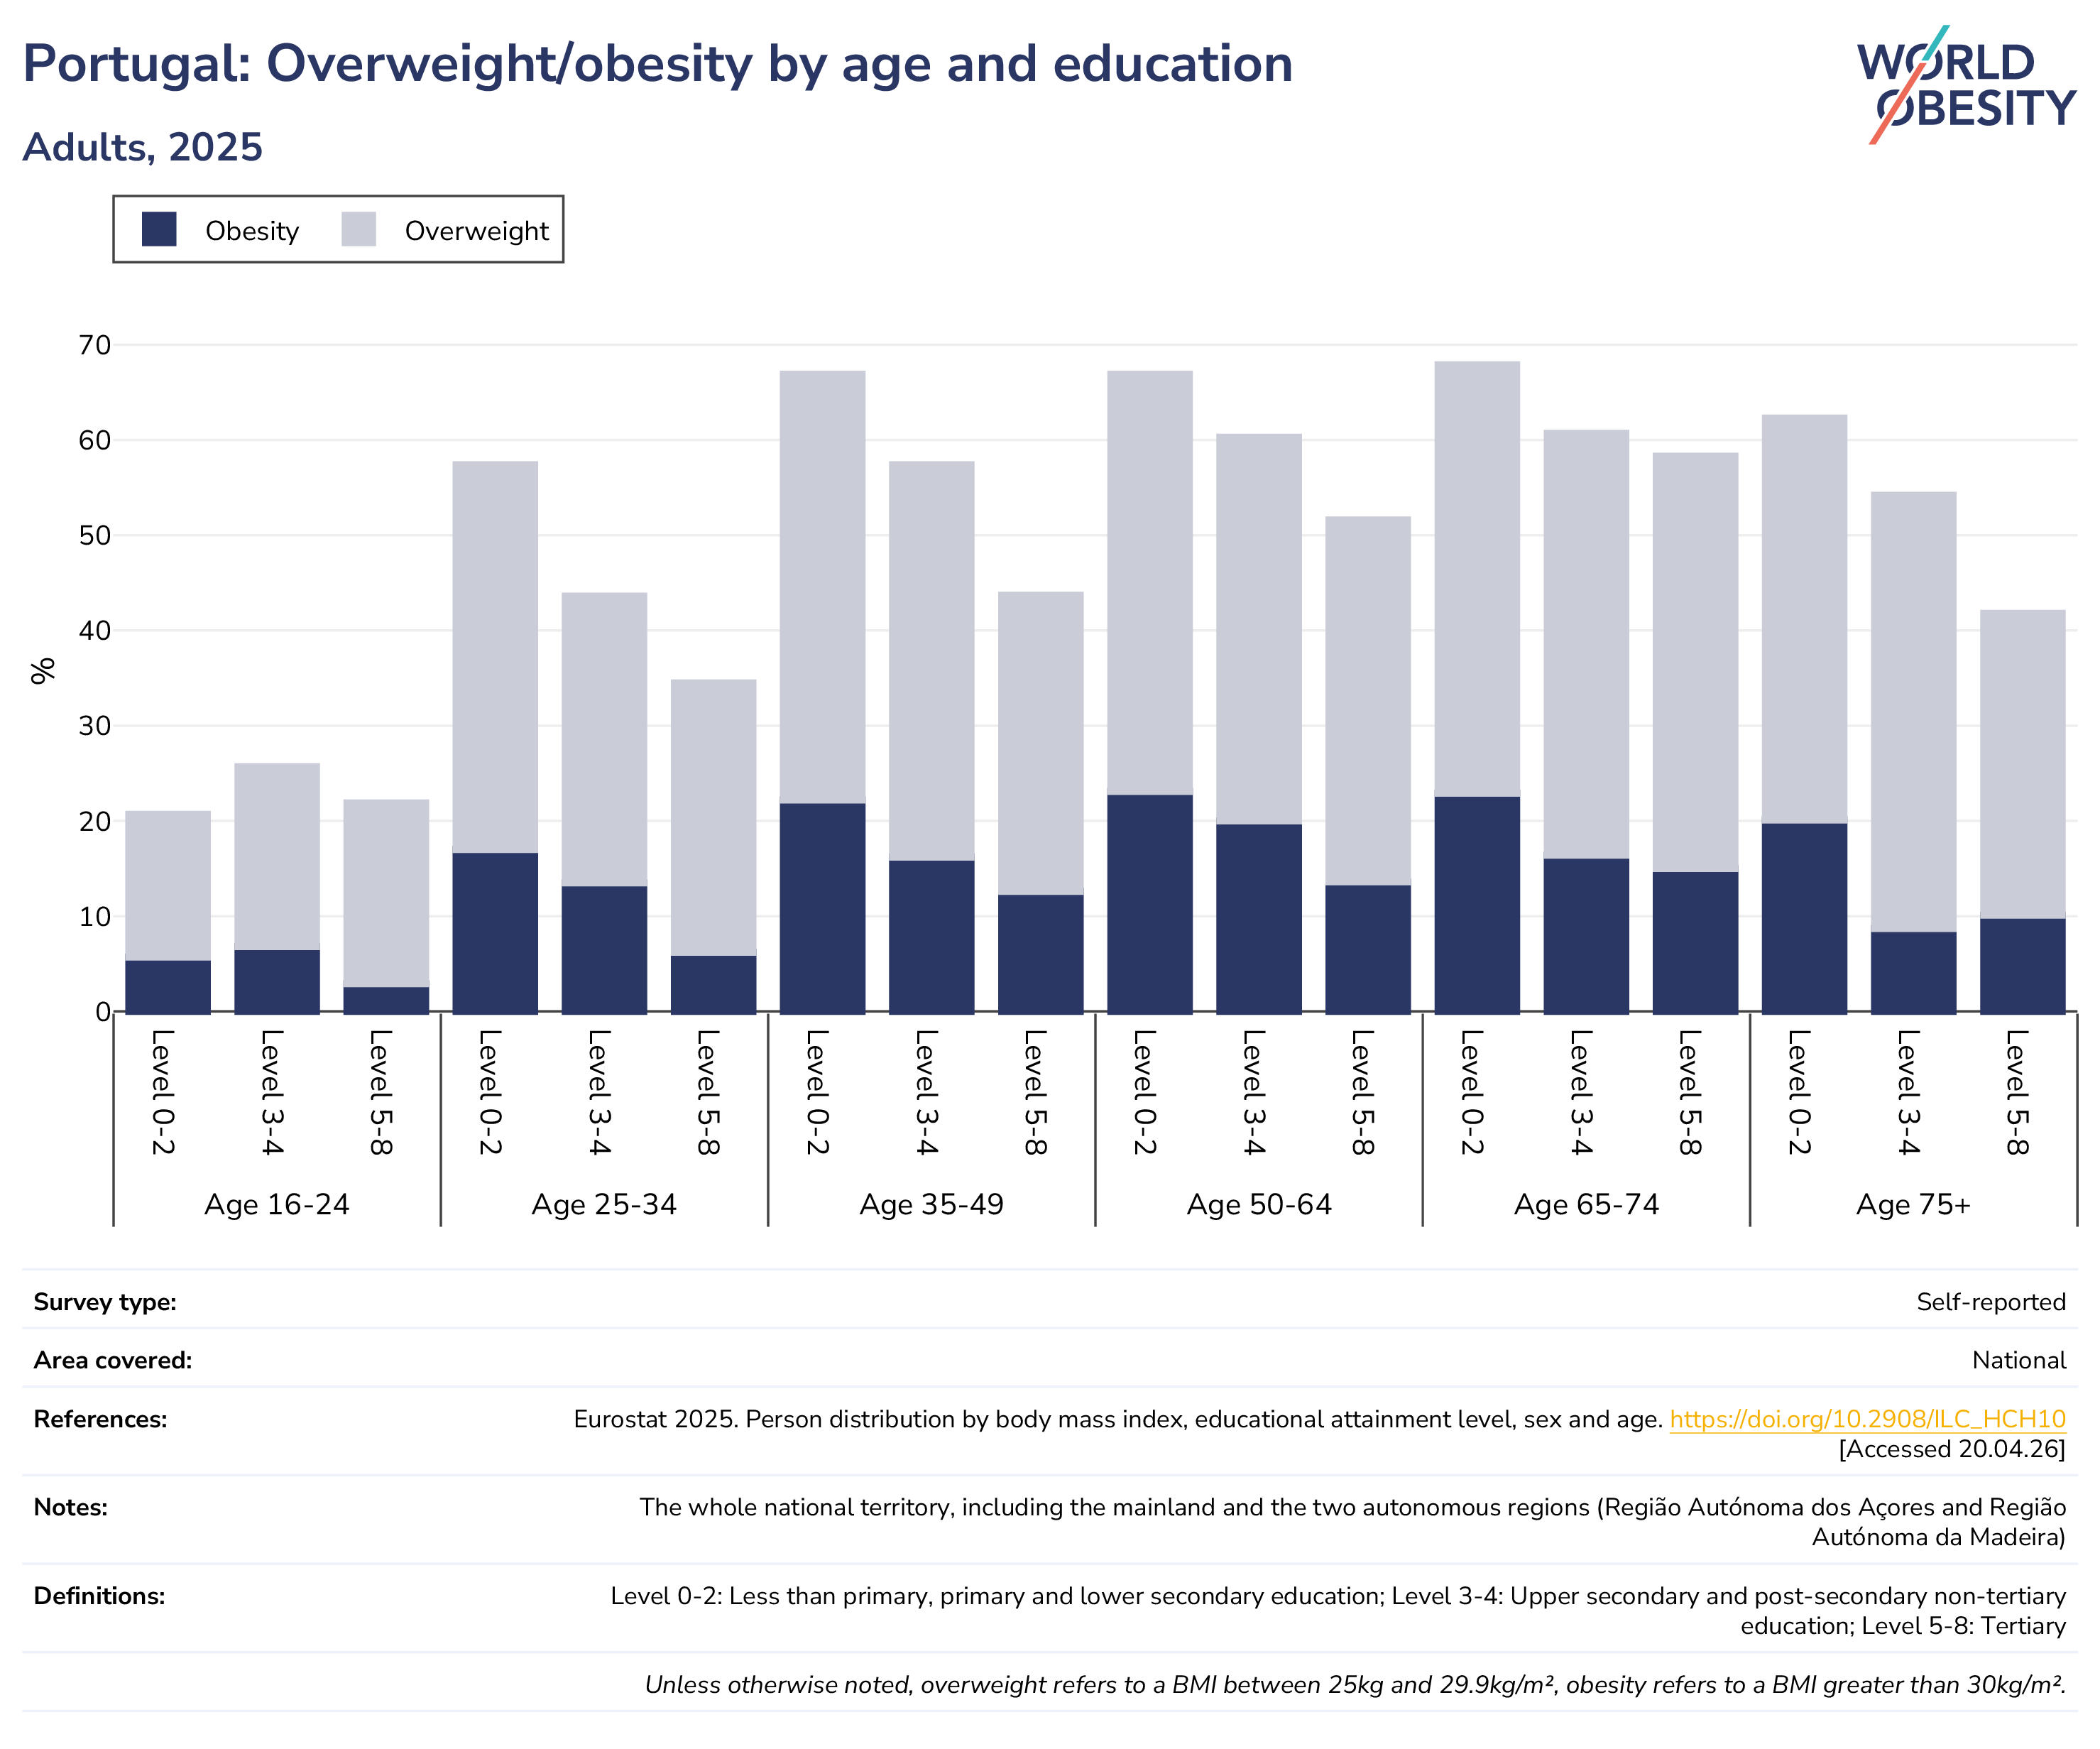 Portugal: Overweight/obesity by age and education
WORLD
OBESITY
Adults, 2025
Obesity
Overweight
70
60
50
40
30
20
10
0
%
Level 0-2
Level 3-4
Level 5-8
Level 0-2
Level 3-4
Level 5-8
Level 0-2
Level 3-4
Level 5-8
Level 0-2
Level 3-4
Level 5-8
Level 0-2
Level 3-4
Level 5-8
Level 0-2
Level 3-4
Level 5-8
Age 16-24
Age 25-34
Age 35-49
Age 50-64
Age 65-74
Age 75+
Survey type:
Self-reported
Area covered:
National
References:
Eurostat 2025. Person distribution by body mass index, educational attainment level, sex and age. https://doi.org/10.2908/ILC_HCH10
[Accessed 20.04.26]
Notes:
The whole national territory, including the mainland and the two autonomous regions (Região Autónoma dos Açores and Região
Autónoma da Madeira)
Definitions:
Level 0-2: Less than primary, primary and lower secondary education; Level 3-4: Upper secondary and post-secondary non-tertiary
education; Level 5-8: Tertiary
Unless otherwise noted, overweight refers to a BMI between 25kg and 29.9kg/m², obesity refers to a BMI greater than 30kg/m².